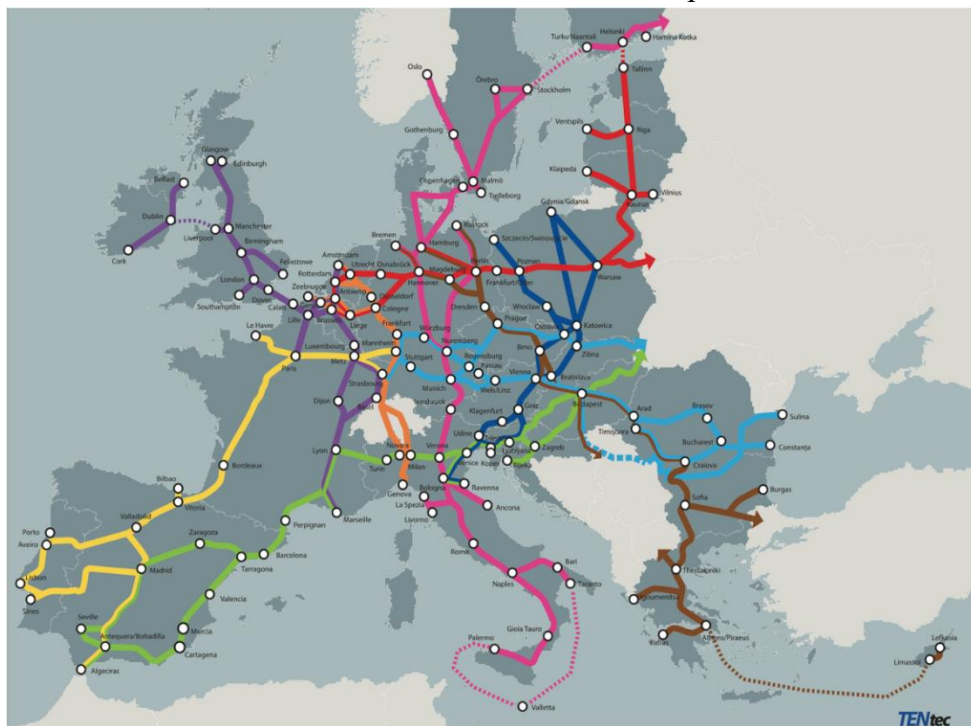 Helsinki
Turku Naantali
Hamina Kotka
Oslo
Örebro
Stockholm
Tallinn
Gothenburg
Ventspils
Riga
Glasgow
Edinburgh
Klaipeda
Vilnius
Belfast
Copenhagen
Malmö
Trelleborg
Kaunas
Gdynia/Gdansk
Dublin
Manchester
Liverpool
Rostock
Bremen
Hamburg
Szczecin/Swinoujscie
Cork
Birmingham
Felixstowe
Amsterdam
Utrecht
Osnabrück
Berlin
Poznan
Warsaw
Rotterdam
Magdeburg
Hannover
Frankfurt/Oder
London
Southampton
Dover
Calais
Zeebrugge
Antwerp
Düsseldorf
Cologne
Wroclaw
Dresden
Lille
Brussels
Liège
Prague
Ostrava
Katowice
Le Havre
Frankfurt
Würzburg
Luxembourg
Mannheim
Nuremberg
Brno
Zilina
Paris
Metz
Stuttgart
Regensburg
Passau
Strasbourg
Munich
Wels/Linz
Vienna
Bratislava
Dijon
Basel
Innsbruck
Klagenfurt
Graz
Budapest
Arad
Brașov
Sulina
Udine
Timișoara
Bucharest
Constanța
Lyon
Novara
Verona
Ljubljana
Zagreb
Turin
Milan
Venice
Koper
Rijeka
Craiova
Bordeaux
Genova
Bologna
Ravenna
Sofia
Burgas
Bilbao
La Spezia
Livorno
Ancona
Vitoria
Marseille
Porto
Valladolid
Zaragoza
Perpignan
Aveiro
Barcelona
Roma
Madrid
Tarragona
Bari
Thessaloniki
Lisbon
Naples
Taranto
Igoumenitsa
Sines
Valencia
Seville
Murcia
Gioia Tauro
Patras
Athens/Piraeus
Antequera/Bobadilla
Cartagena
Palermo
Lefkosia
Algeciras
Limassol
Valletta
TENtec